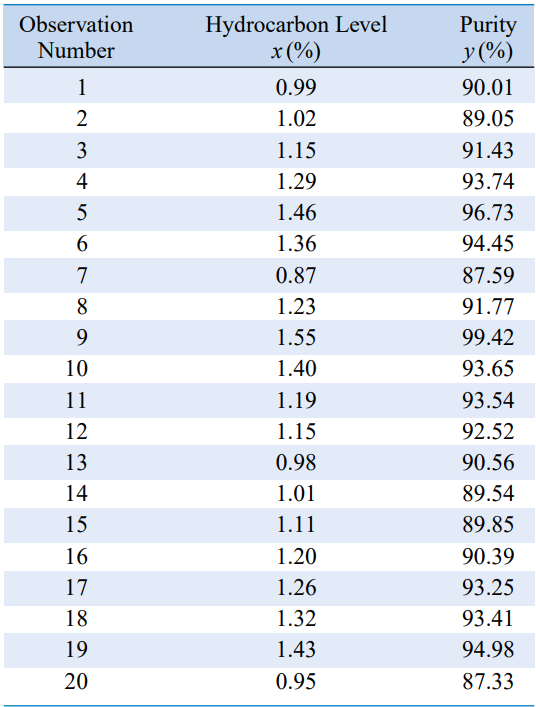 Observation Hydrocarbon Level Purity
Number x (%) y (%)
1 0.99 90.01
2 1.02 89.05
3 1.15 91.43
4 1.29 93.74
5 1.46 96.73
6 1.36 94.45
7 0.87 87.59
8 1.23 91.77
9 1.55 99.42
10 1.40 93.65
11 1.19 93.54
12 1.15 92.52
13 0.98 90.56
14 1.01 89.54
15 1.11 89.85
16 1.20 90.39
17 1.26 93.25
18 1.32 93.41
19 1.43 94.98
20 0.95 87.33